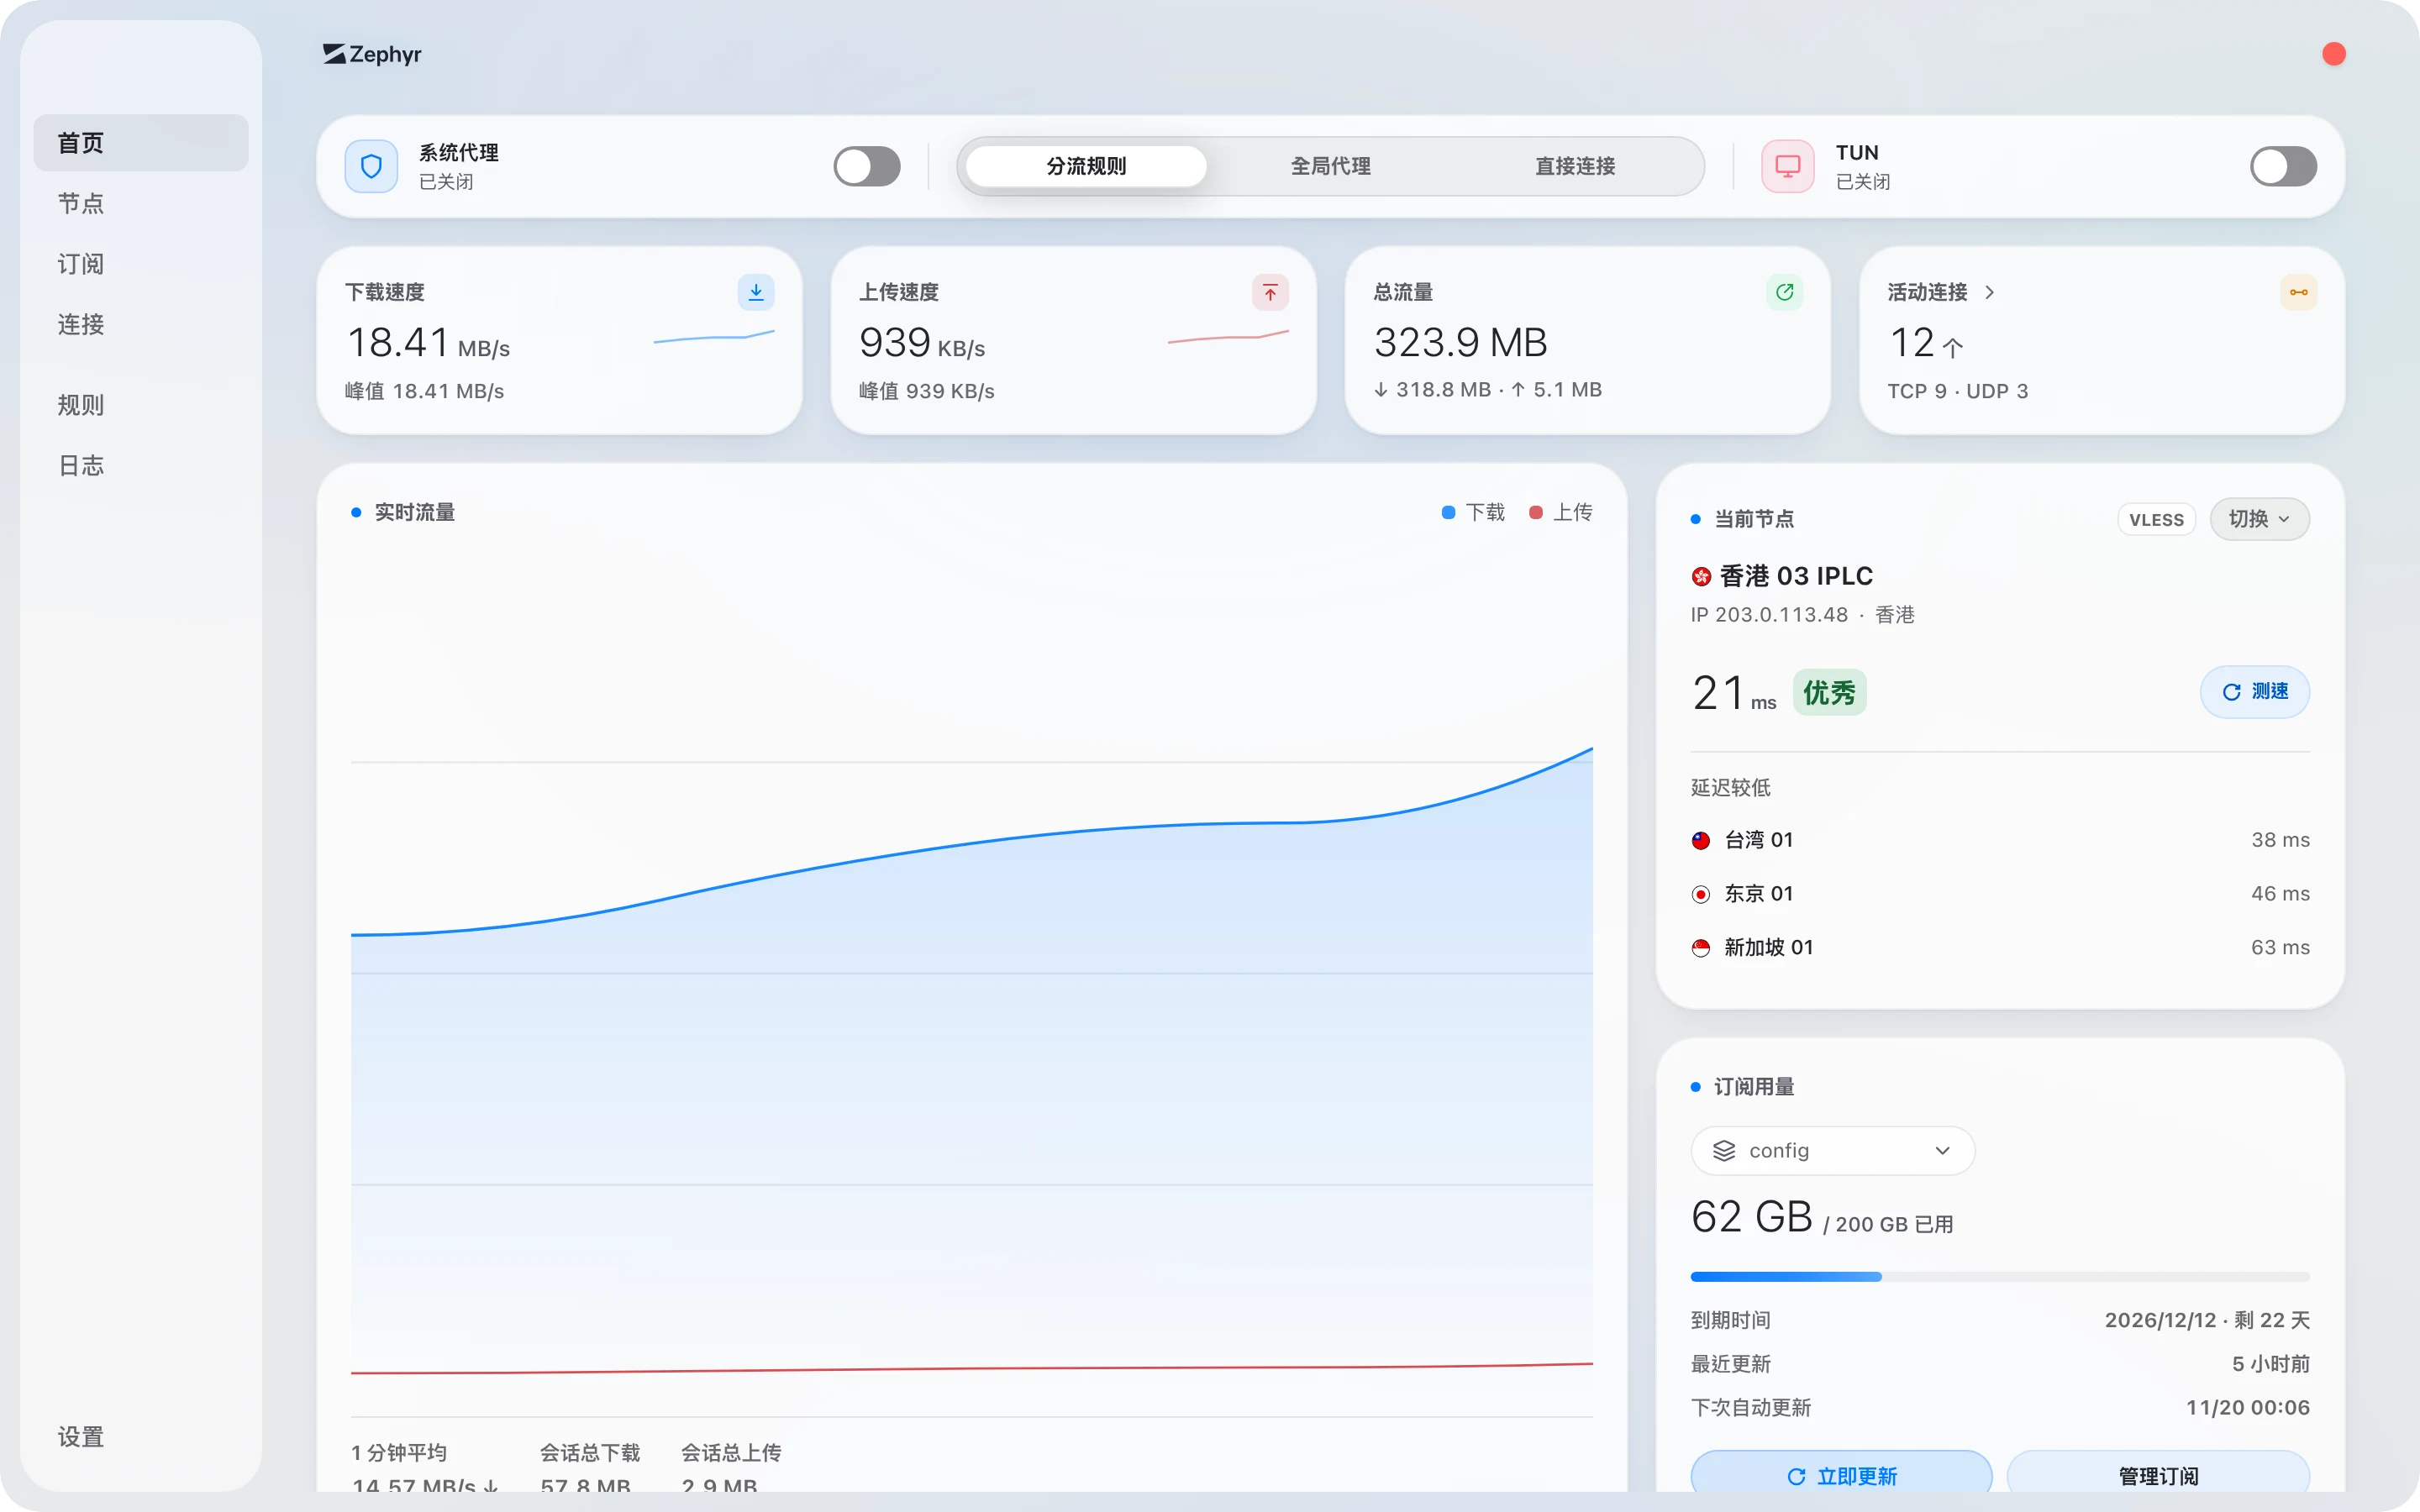 Zephyr
首页
节点
订阅
连接
规则
日志
设置
系统代理
已关闭
分流规则
全局代理
直接连接
TUN
已关闭
下载速度
18.41 MB/s
峰值 18.41 MB/s
上传速度
939 KB/s
峰值 939 KB/s
总流量
323.9 MB
↓ 318.8 MB · ↑ 5.1 MB
活动连接
12 个
TCP 9 · UDP 3
实时流量
下载
上传
1 分钟平均
14.57 MB/s ↓
会话总下载
57.8 MB
会话总上传
2.9 MB
当前节点
VLESS
切换
香港 03 IPLC
IP 203.0.113.48 · 香港
21 ms 优秀
测速
延迟较低
台湾 01 38 ms
东京 01 46 ms
新加坡 01 63 ms
订阅用量
config
62 GB / 200 GB 已用
到期时间 2026/12/12 · 剩 22 天
最近更新 5 小时前
下次自动更新 11/20 00:06
立即更新
管理订阅